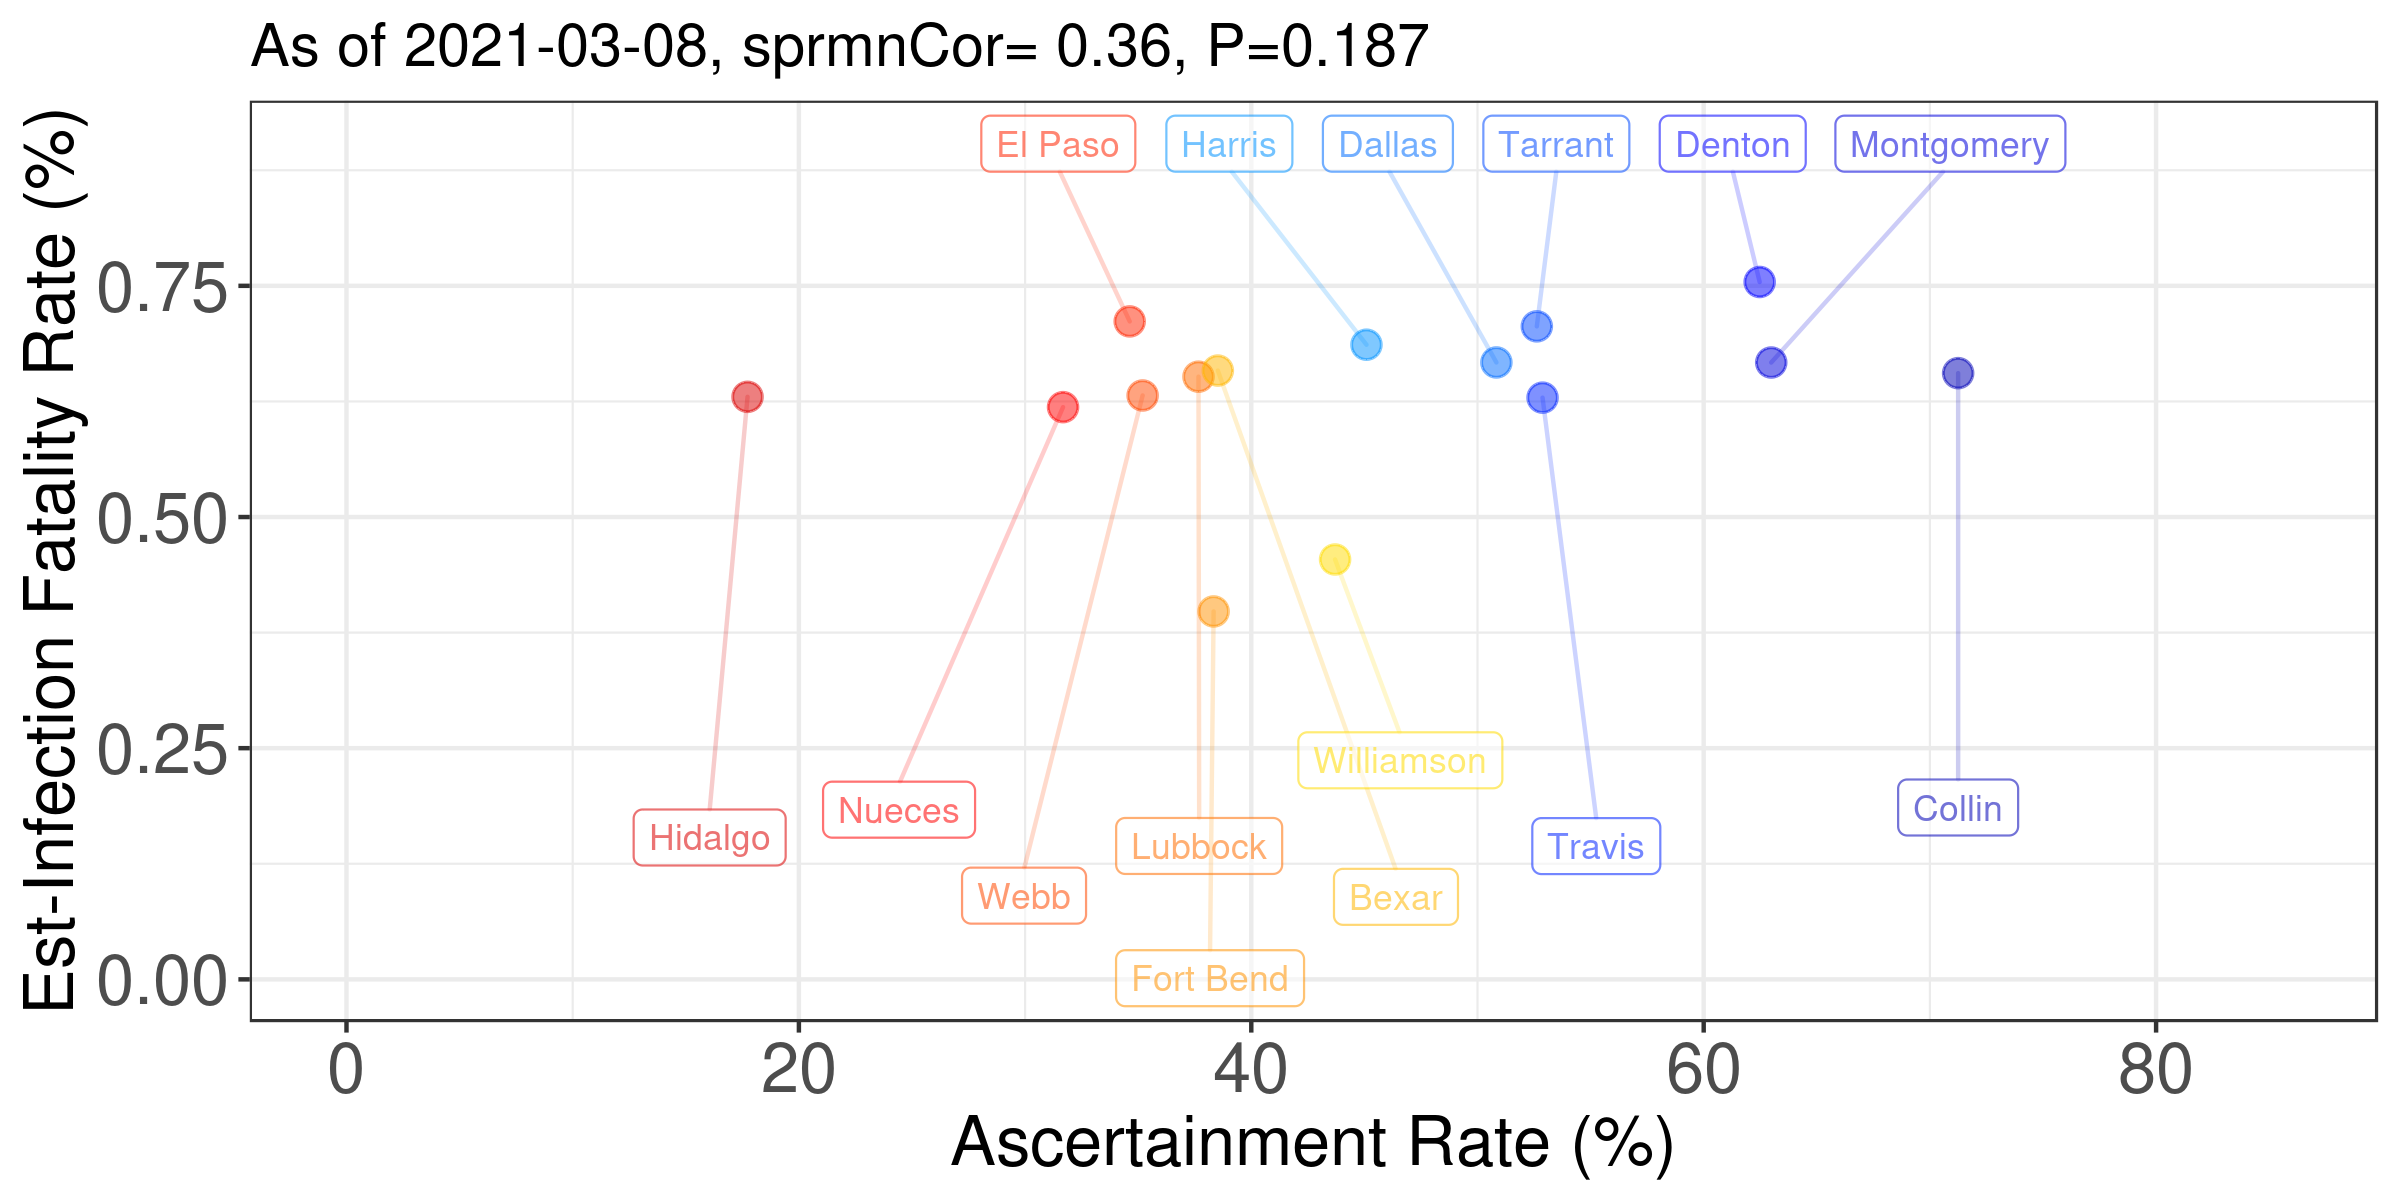 As of 2021-03-08, sprmnCor= 0.36, P=0.187
Est-Infection Fatality Rate (%)
El Paso
Harris
Dallas
Tarrant
Denton
Montgomery
0.75
0.50
0.25
0.00
Williamson
Nueces
Collin
Hidalgo
Lubbock
Travis
Webb
Bexar
Fort Bend
0
20
40
60
80
Ascertainment Rate (%)